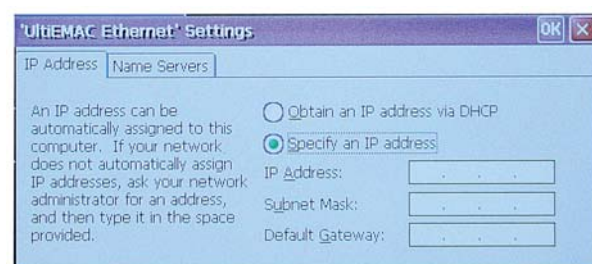 'UltiEMAC Ethernet' Settings OK
IP Address Name Servers
An IP address can be
automatically assigned to this
computer. If your network
does not automatically assign
IP addresses, ask your network
administrator for an address,
and then type it in the space
provided.
Obtain an IP address via DHCP
Specify an IP address
IP Address:
Subnet Mask:
Default Gateway: